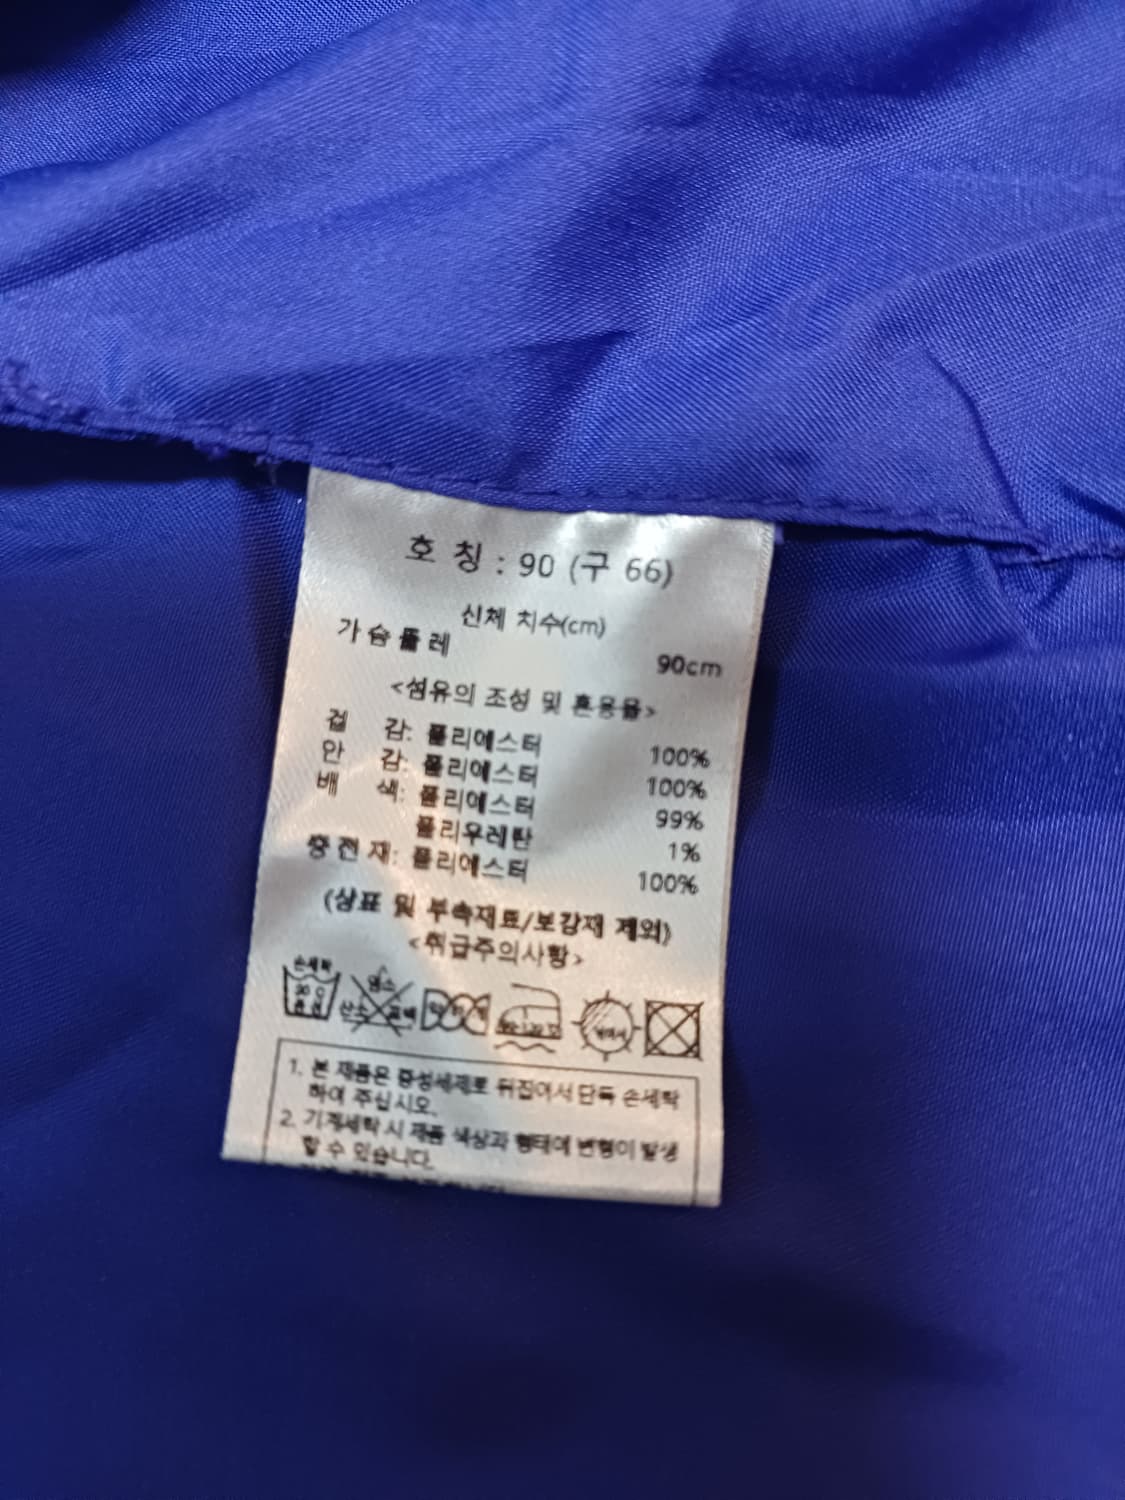 호 칭 : 90 (구 66)
신체 치수(cm)
가슴둘레 90cm
<섬유의 조성 및 혼용율>
겉 감: 폴리에스터 100%
안 감: 폴리에스터 100%
배 색: 폴리에스터 99%
폴리우레탄 1%
충전재: 폴리에스터 100%
(상표 및 부속재료/보강재 제외)
<취급주의사항>
손세탁
1. 본 제품은 중성세제로 뒤집어서 단독 손세탁
하여 주십시오.
2. 기계세탁 시 제품 색상과 형태에 변형이 발생
할 수 있습니다.